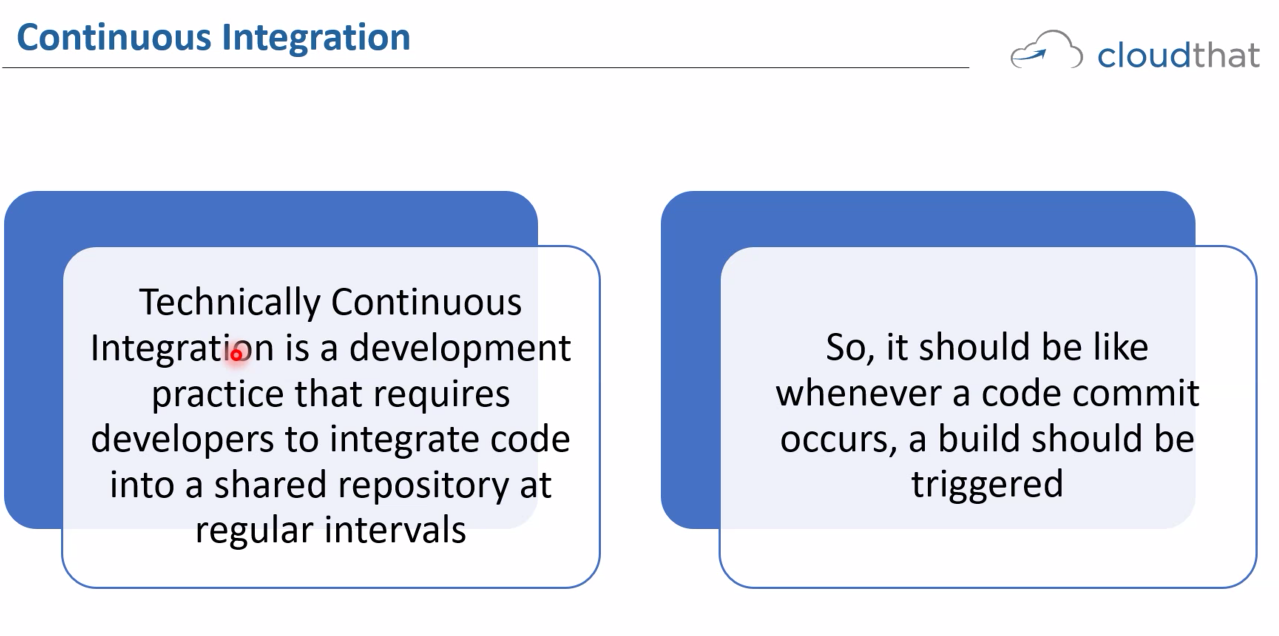 Continuous Integration
cloudthat
Technically Continuous
Integration is a development
practice that requires
developers to integrate code
into a shared repository at
regular intervals
So, it should be like
whenever a code commit
occurs, a build should be
triggered